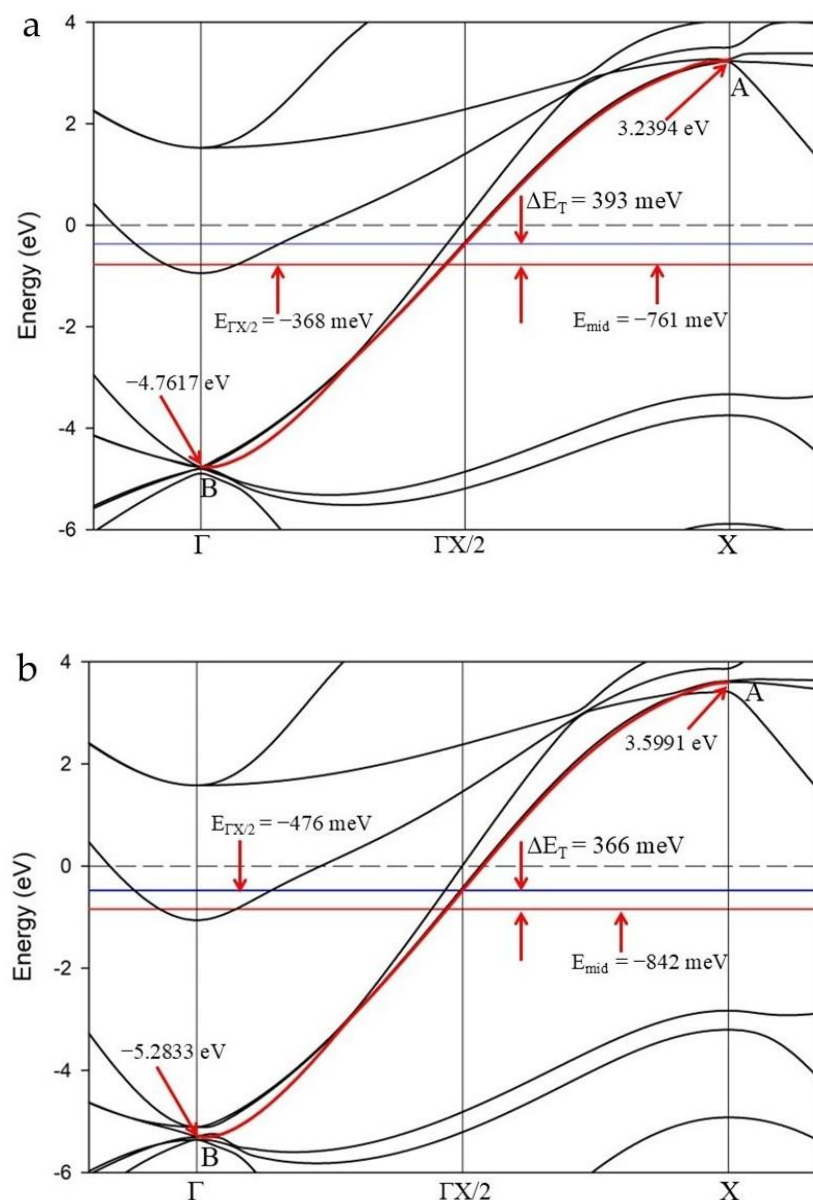 a
4
2
0
-2
-4
-6
Energy (eV)
A
3.2394 eV
ΔE_T = 393 meV
E_ΓX/2 = −368 meV
E_mid = −761 meV
−4.7617 eV
B
Γ
ΓX/2
X
b
4
2
0
-2
-4
-6
Energy (eV)
A
3.5991 eV
E_ΓX/2 = −476 meV
ΔE_T = 366 meV
E_mid = −842 meV
−5.2833 eV
B
Γ
ΓX/2
X